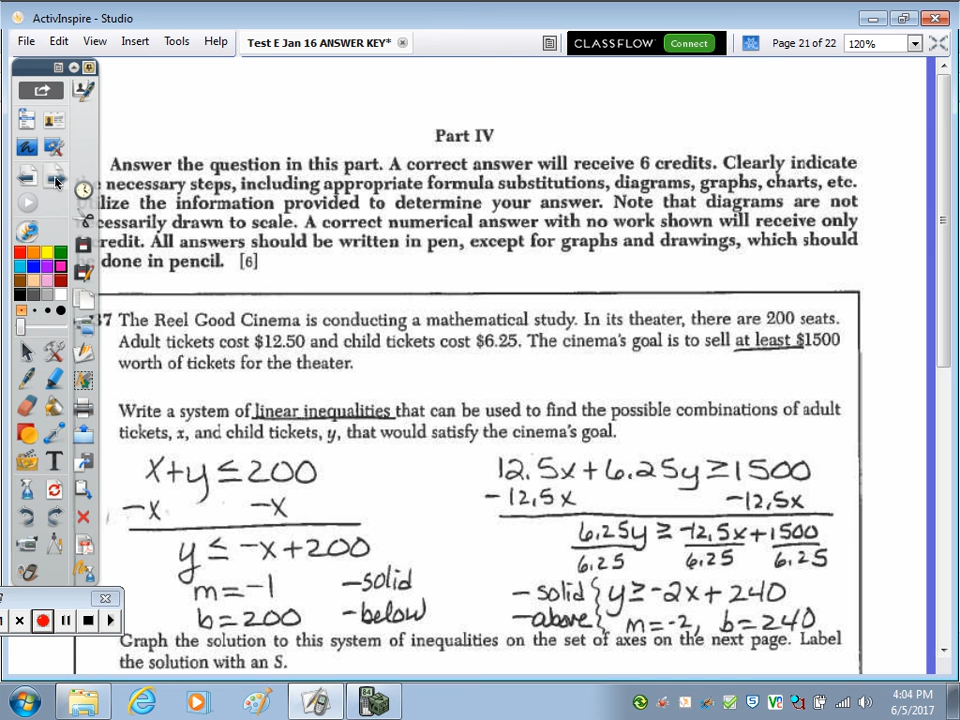 ActivInspire - Studio
File Edit View Insert Tools Help
Test E Jan 16 ANSWER KEY*
CLASSFLOW Connect
Page 21 of 22
120%
Part IV
Answer the question in this part. A correct answer will receive 6 credits. Clearly indicate
necessary steps, including appropriate formula substitutions, diagrams, graphs, charts, etc.
ilize the information provided to determine your answer. Note that diagrams are not
cessarily drawn to scale. A correct numerical answer with no work shown will receive only
redit. All answers should be written in pen, except for graphs and drawings, which should
done in pencil. [6]
37 The Reel Good Cinema is conducting a mathematical study. In its theater, there are 200 seats.
Adult tickets cost $12.50 and child tickets cost $6.25. The cinema's goal is to sell at least $1500
worth of tickets for the theater.
Write a system of linear inequalities that can be used to find the possible combinations of adult
tickets, x, and child tickets, y, that would satisfy the cinema's goal.
x+y ≤ 200
-x -x
y ≤ -x+200
m=-1 -solid
b=200 -below
12.5x+6.25y ≥ 1500
-12.5x -12.5x
6.25y ≥ -12.5x+1500
6.25 6.25 6.25
-solid { y ≥ -2x+240
-above { m=-2, b=240
Graph the solution to this system of inequalities on the set of axes on the next page. Label
the solution with an S.
T
84
4:04 PM
6/5/2017